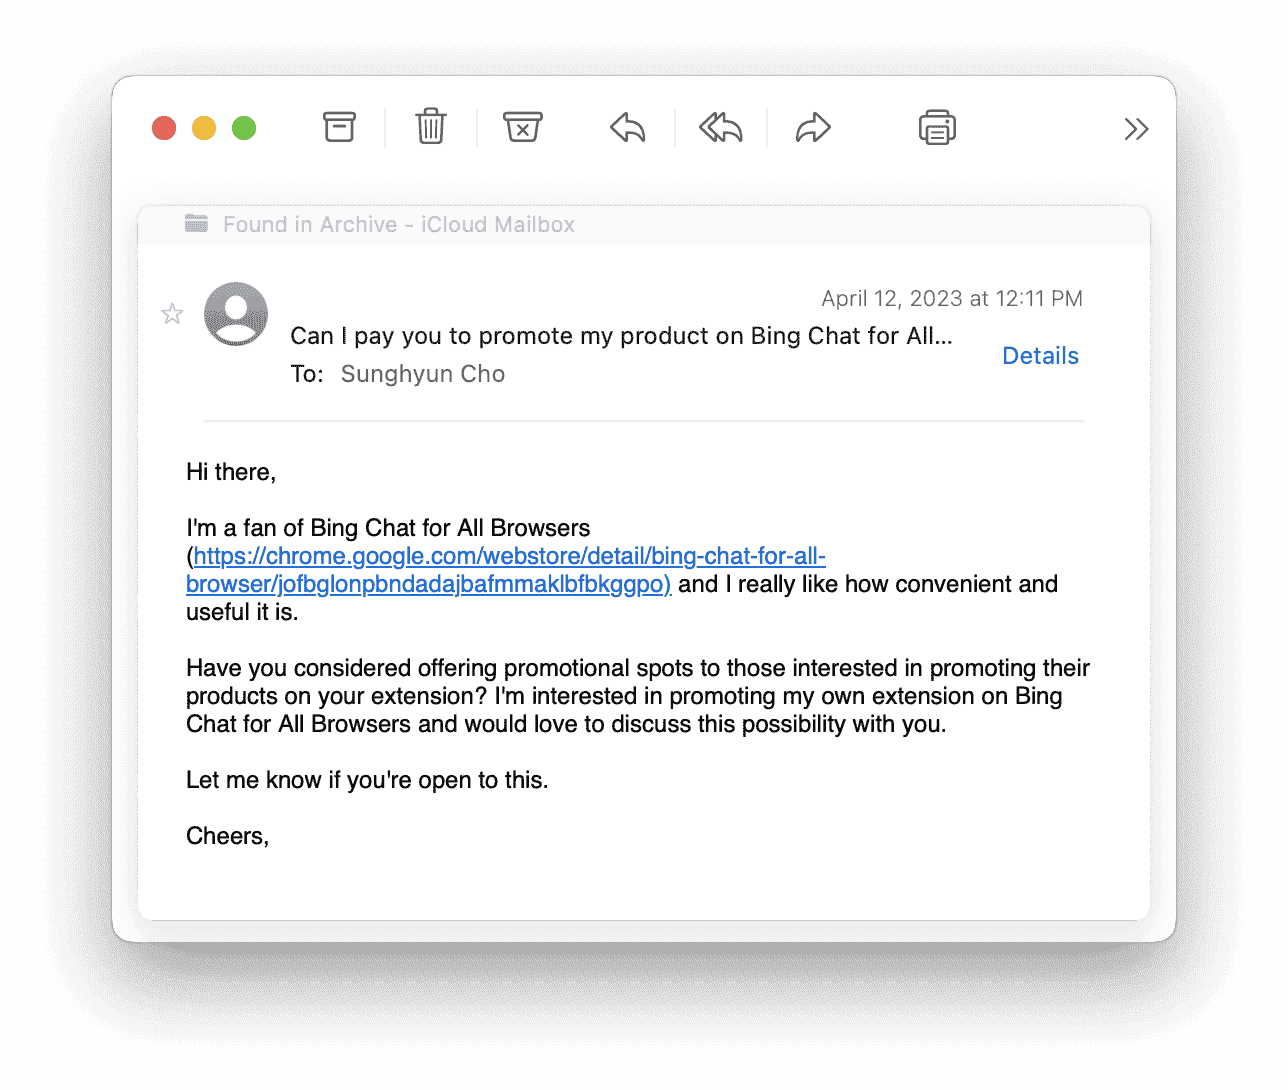 Found in Archive - iCloud Mailbox
April 12, 2023 at 12:11 PM
Can I pay you to promote my product on Bing Chat for All...
Details
To: Sunghyun Cho
Hi there,
I'm a fan of Bing Chat for All Browsers
(https://chrome.google.com/webstore/detail/bing-chat-for-all-
browser/jofbglonpbndadajbafmmaklbfbkggpo) and I really like how convenient and
useful it is.
Have you considered offering promotional spots to those interested in promoting their
products on your extension? I'm interested in promoting my own extension on Bing
Chat for All Browsers and would love to discuss this possibility with you.
Let me know if you're open to this.
Cheers,